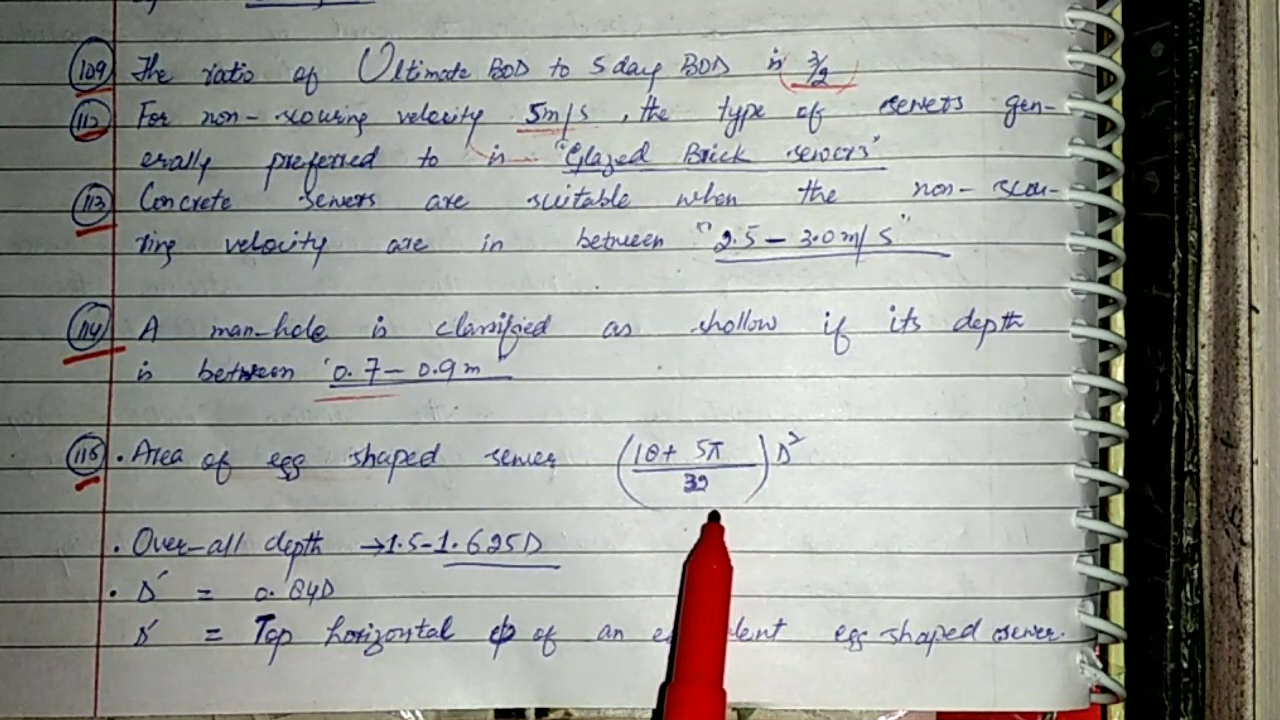 109 The ratio of Ultimate BOD to 5 day BOD is 3/2
112 For non-scouring velocity 5m/s, the type of sewers gen-
erally preferred to is "Glazed Brick sewers"
113 Concrete sewers are suitable when the non-scou-
ring velocity are in between "2.5 - 3.0m/s"
114 A man-hole is classified as shallow if its depth
is between '0.7 - 0.9m'
115 . Area of egg shaped sewer (10+ 5π / 32) D²
. Over-all depth →1.5-1.625D
. D' = 0.84D
D' = Top horizontal ф of an egg shaped sewer.